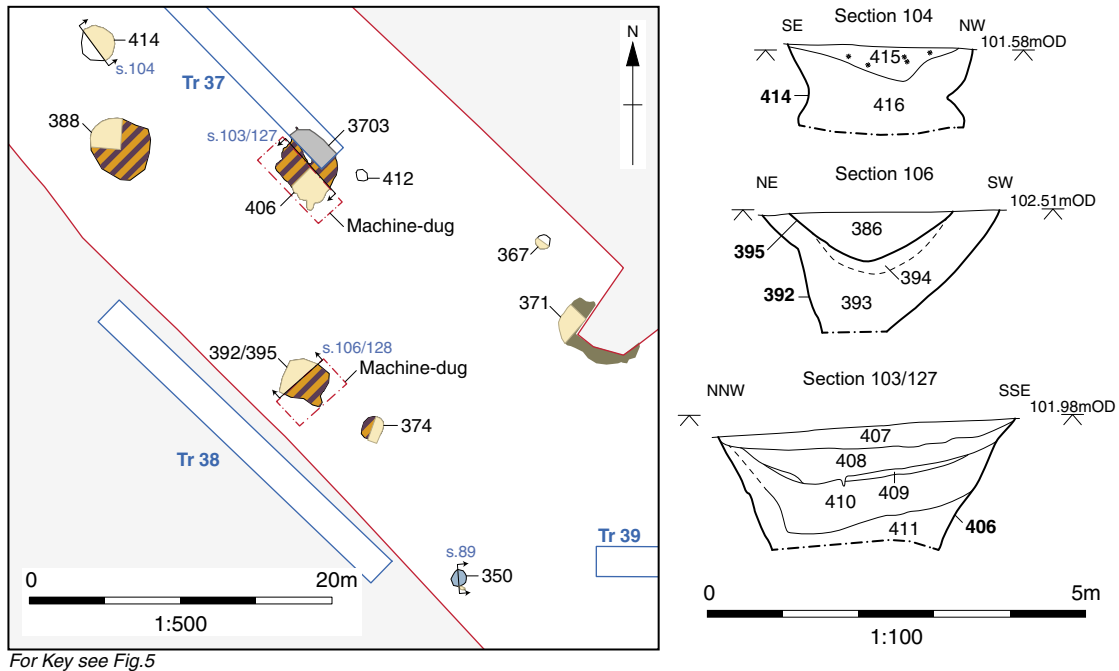 414
s.104
Tr 37
N
388
s.103/127
3703
412
406
Machine-dug
367
371
392/395
s.106/128
Machine-dug
374
Tr 38
s.89
350
Tr 39
0
20m
1:500
For Key see Fig.5
Section 104
SE
NW
101.58mOD
415
414
416
Section 106
NE
SW
102.51mOD
386
395
394
392
393
Section 103/127
NNW
SSE
101.98mOD
407
408
409
410
411
406
0
5m
1:100